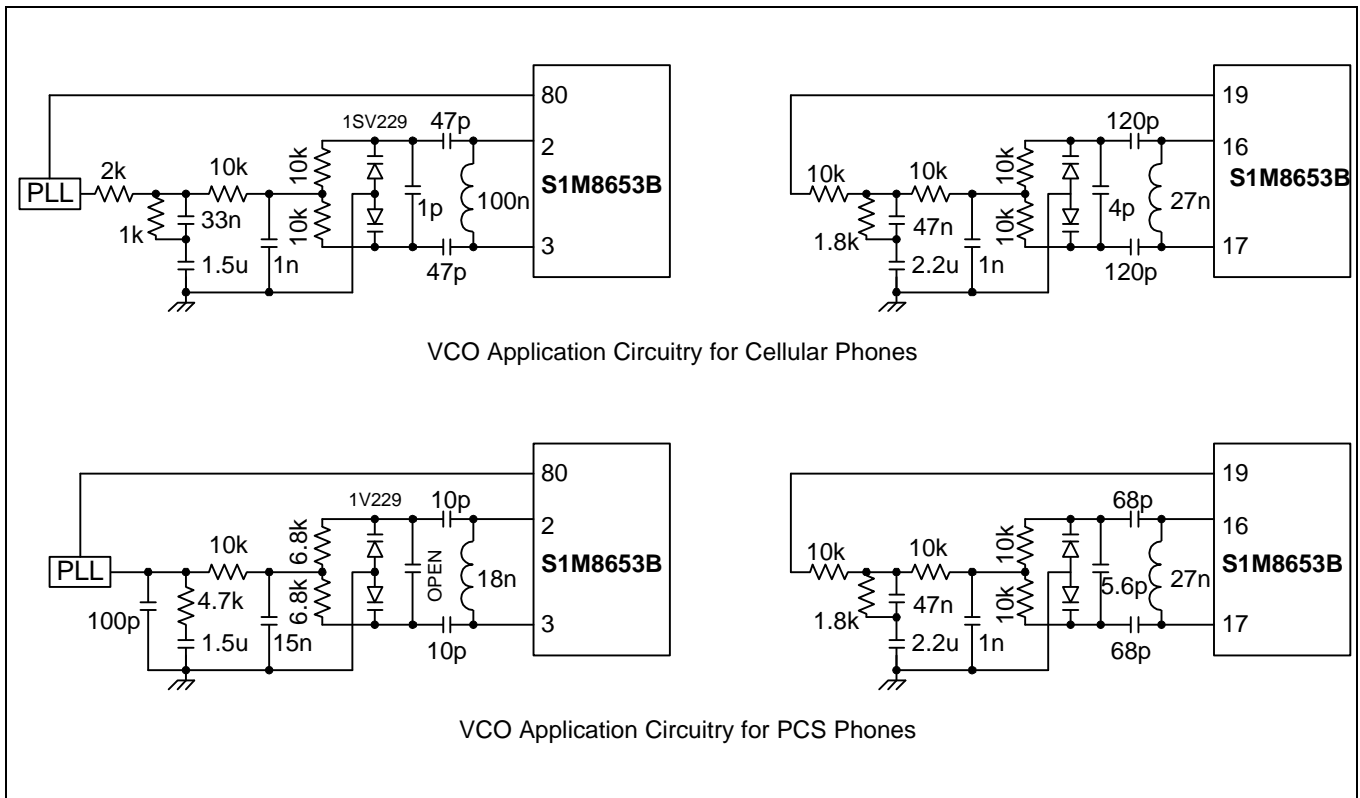 80
1SV229
47p
2
2k
10k
10k
S1M8653B
PLL
100n
1p
33n
10k
1k
3
1.5u
1n
47p
19
120p
16
10k
10k
10k
S1M8653B
27n
4p
47n
10k
1.8k
17
2.2u
1n
120p
VCO Application Circuitry for Cellular Phones
80
1V229
10p
2
6.8k
10k
S1M8653B
PLL
OPEN
18n
4.7k
6.8k
100p
3
1.5u
15n
10p
19
68p
16
10k
10k
10k
S1M8653B
27n
5.6p
47n
10k
1.8k
17
2.2u
1n
68p
VCO Application Circuitry for PCS Phones